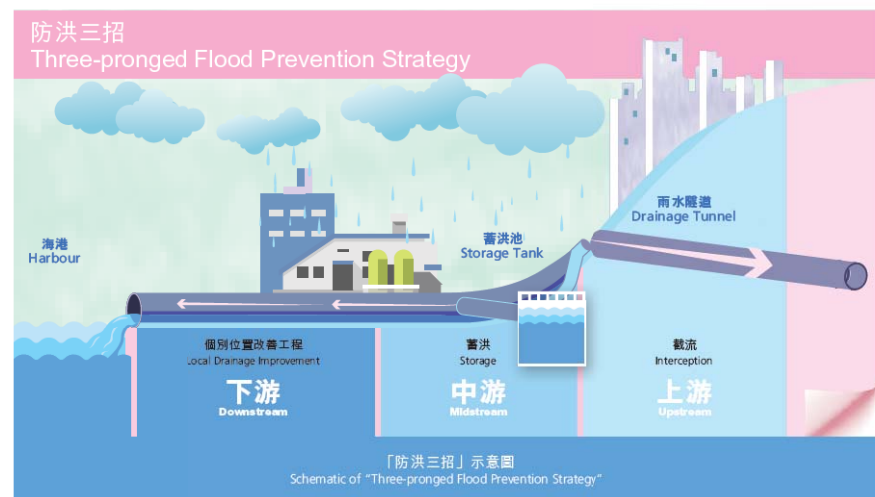 防洪三招
Three-pronged Flood Prevention Strategy
雨水隧道
Drainage Tunnel
海港
Harbour
蓄洪池
Storage Tank
個別位置改善工程
Local Drainage Improvement
下游
Downstream
蓄洪
Storage
中游
Midstream
截流
Interception
上游
Upstream
「防洪三招」示意圖
Schematic of “Three-pronged Flood Prevention Strategy”